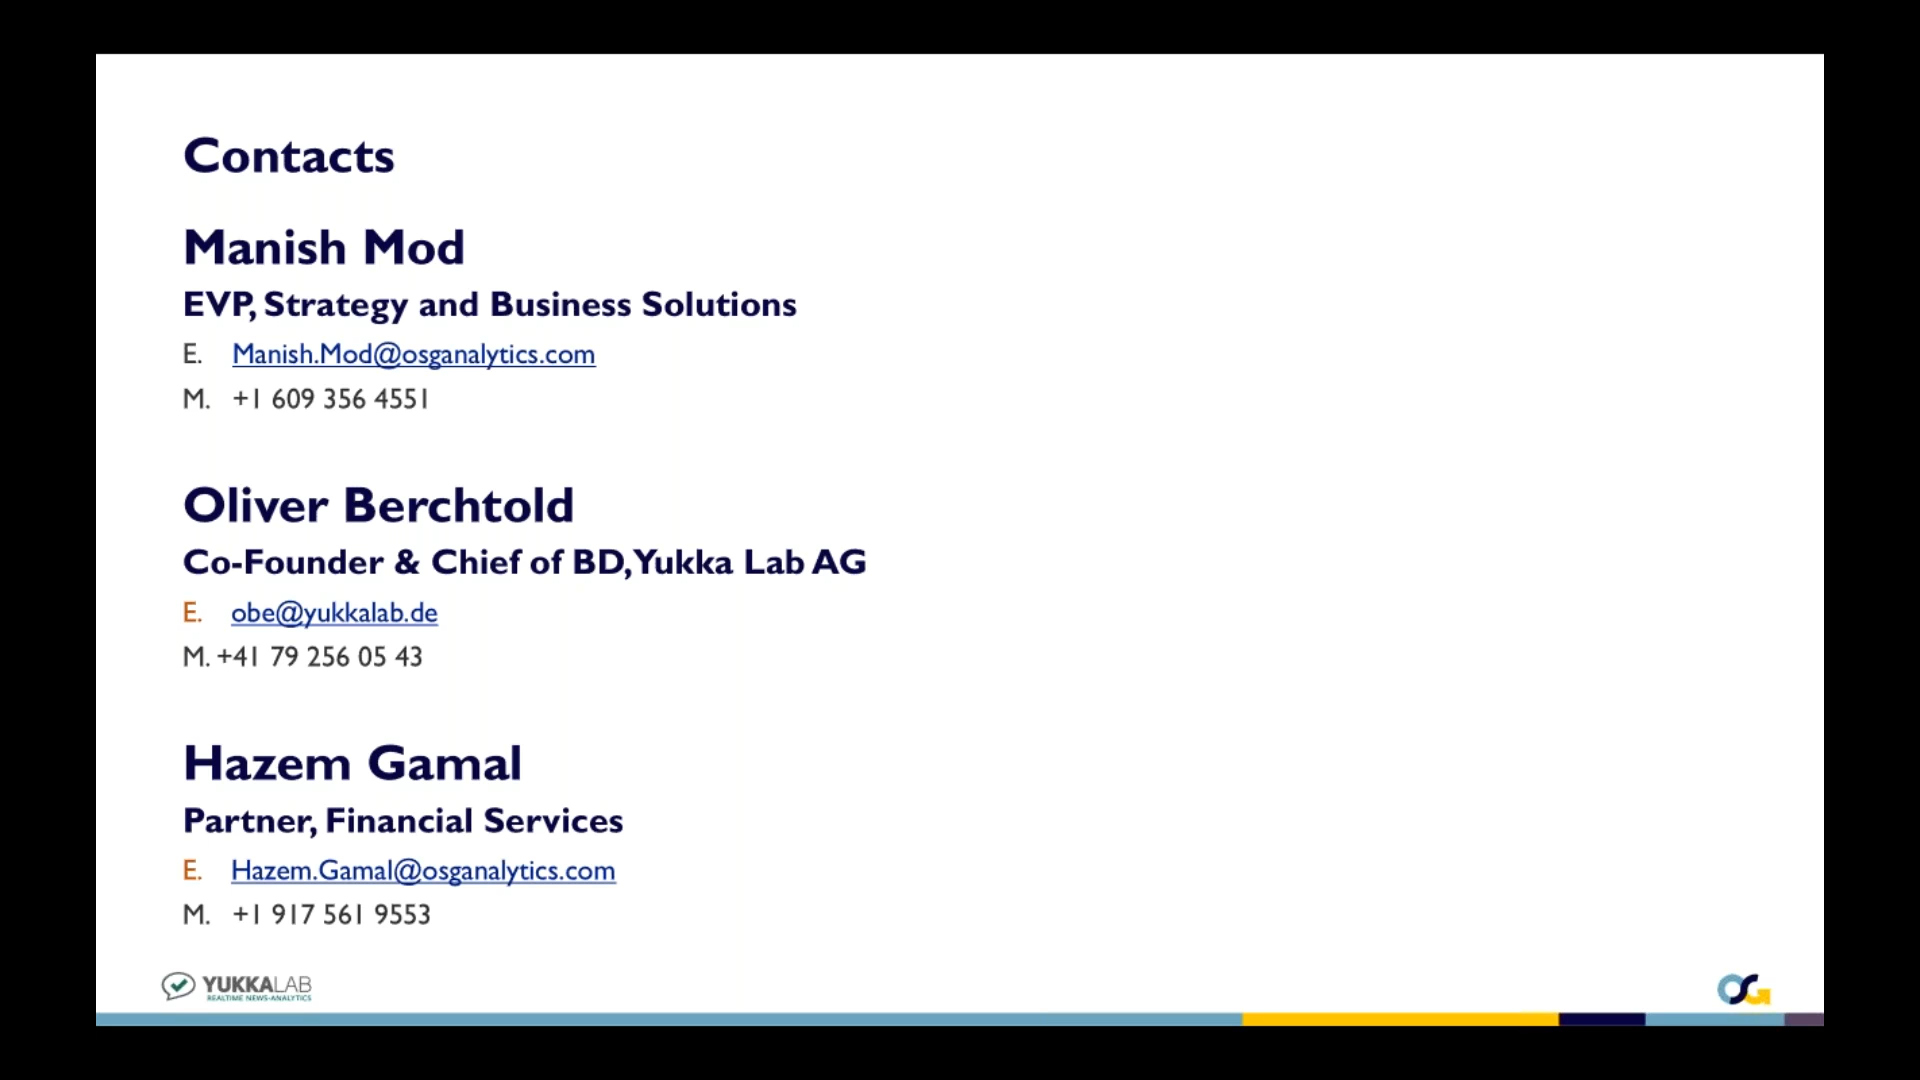 Contacts
Manish Mod
EVP, Strategy and Business Solutions
E. Manish.Mod@osganalytics.com
M. +1 609 356 4551
Oliver Berchtold
Co-Founder & Chief of BD, Yukka Lab AG
E. obe@yukkalab.de
M. +41 79 256 05 43
Hazem Gamal
Partner, Financial Services
E. Hazem.Gamal@osganalytics.com
M. +1 917 561 9553
YUKKALAB
REALTIME NEWS-ANALYTICS
OG